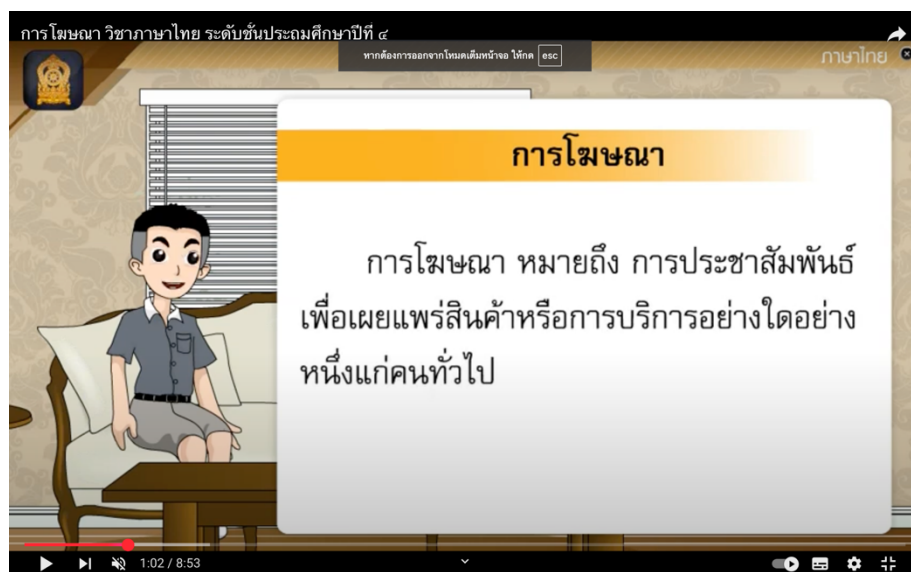 การโฆษณา วิชาภาษาไทย ระดับชั้นประถมศึกษาปีที่ ๔
หากต้องการออกจากโหมดเต็มหน้าจอ ให้กด esc
ภาษาไทย
การโฆษณา
การโฆษณา หมายถึง การประชาสัมพันธ์
เพื่อเผยแพร่สินค้าหรือการบริการอย่างใดอย่าง
หนึ่งแก่คนทั่วไป
1:02 / 8:53